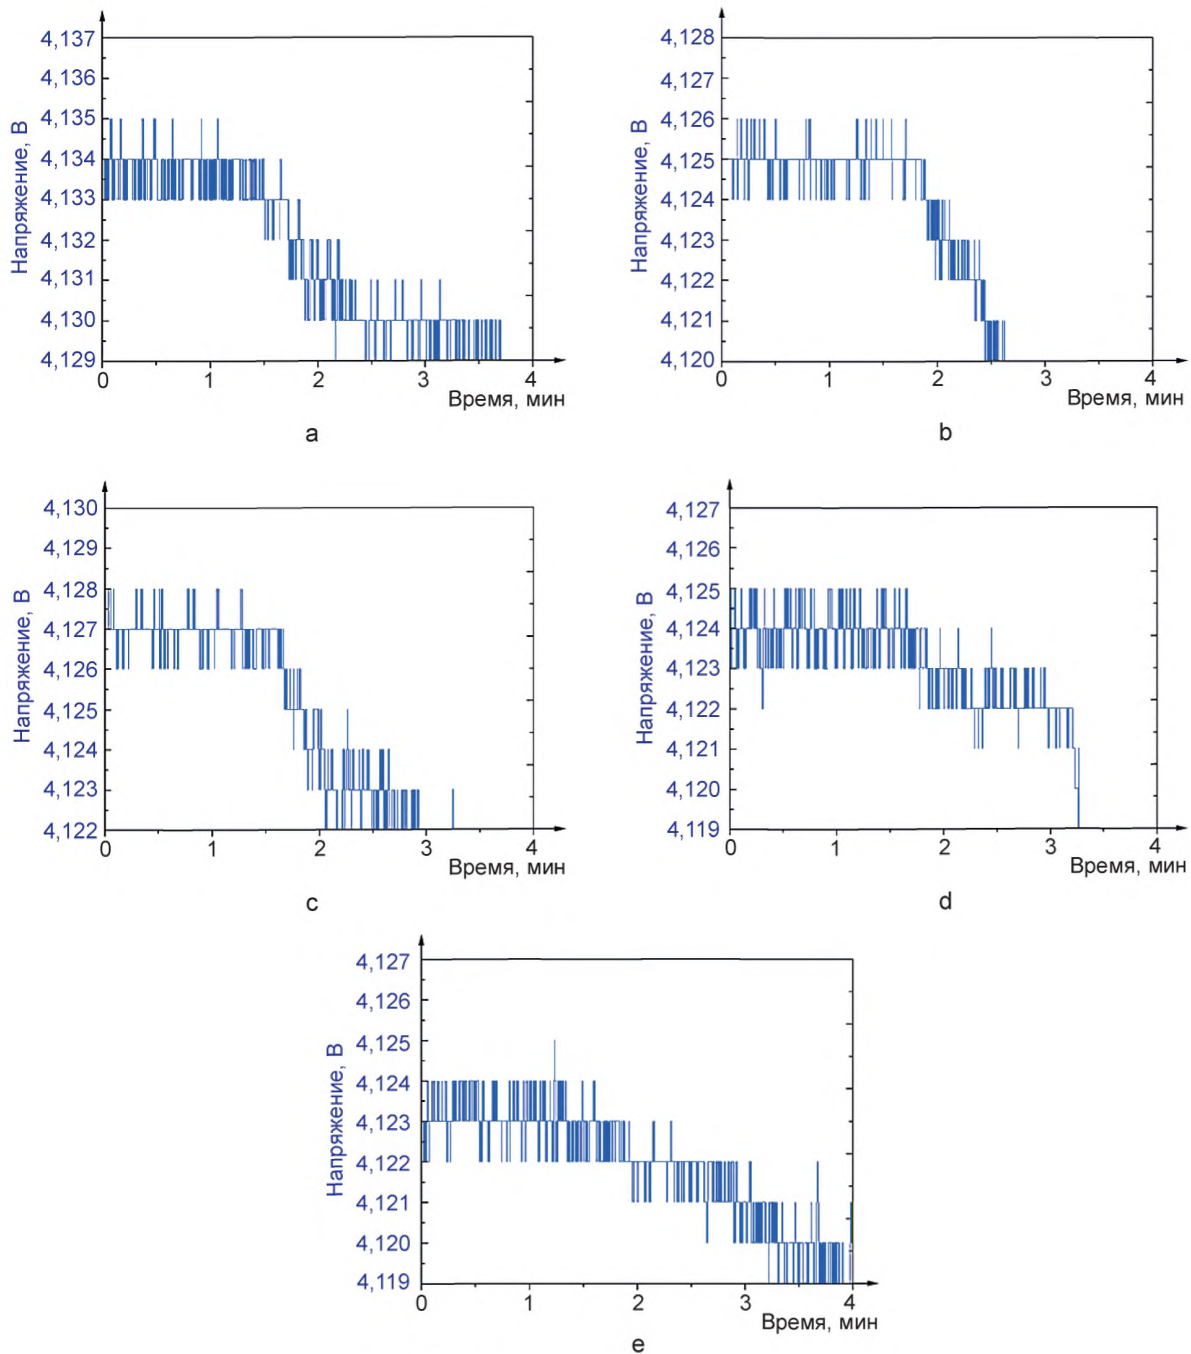 4,137
4,136
4,135
4,134
4,133
4,132
4,131
4,130
4,129
Напряжение, В
0 1 2 3 4
Время, мин
a
4,128
4,127
4,126
4,125
4,124
4,123
4,122
4,121
4,120
Напряжение, В
0 1 2 3 4
Время, мин
b
4,130
4,129
4,128
4,127
4,126
4,125
4,124
4,123
4,122
Напряжение, В
0 1 2 3 4
Время, мин
c
4,127
4,126
4,125
4,124
4,123
4,122
4,121
4,120
4,119
Напряжение, В
0 1 2 3 4
Время, мин
d
4,127
4,126
4,125
4,124
4,123
4,122
4,121
4,120
4,119
Напряжение, В
0 1 2 3 4
Время, мин
e